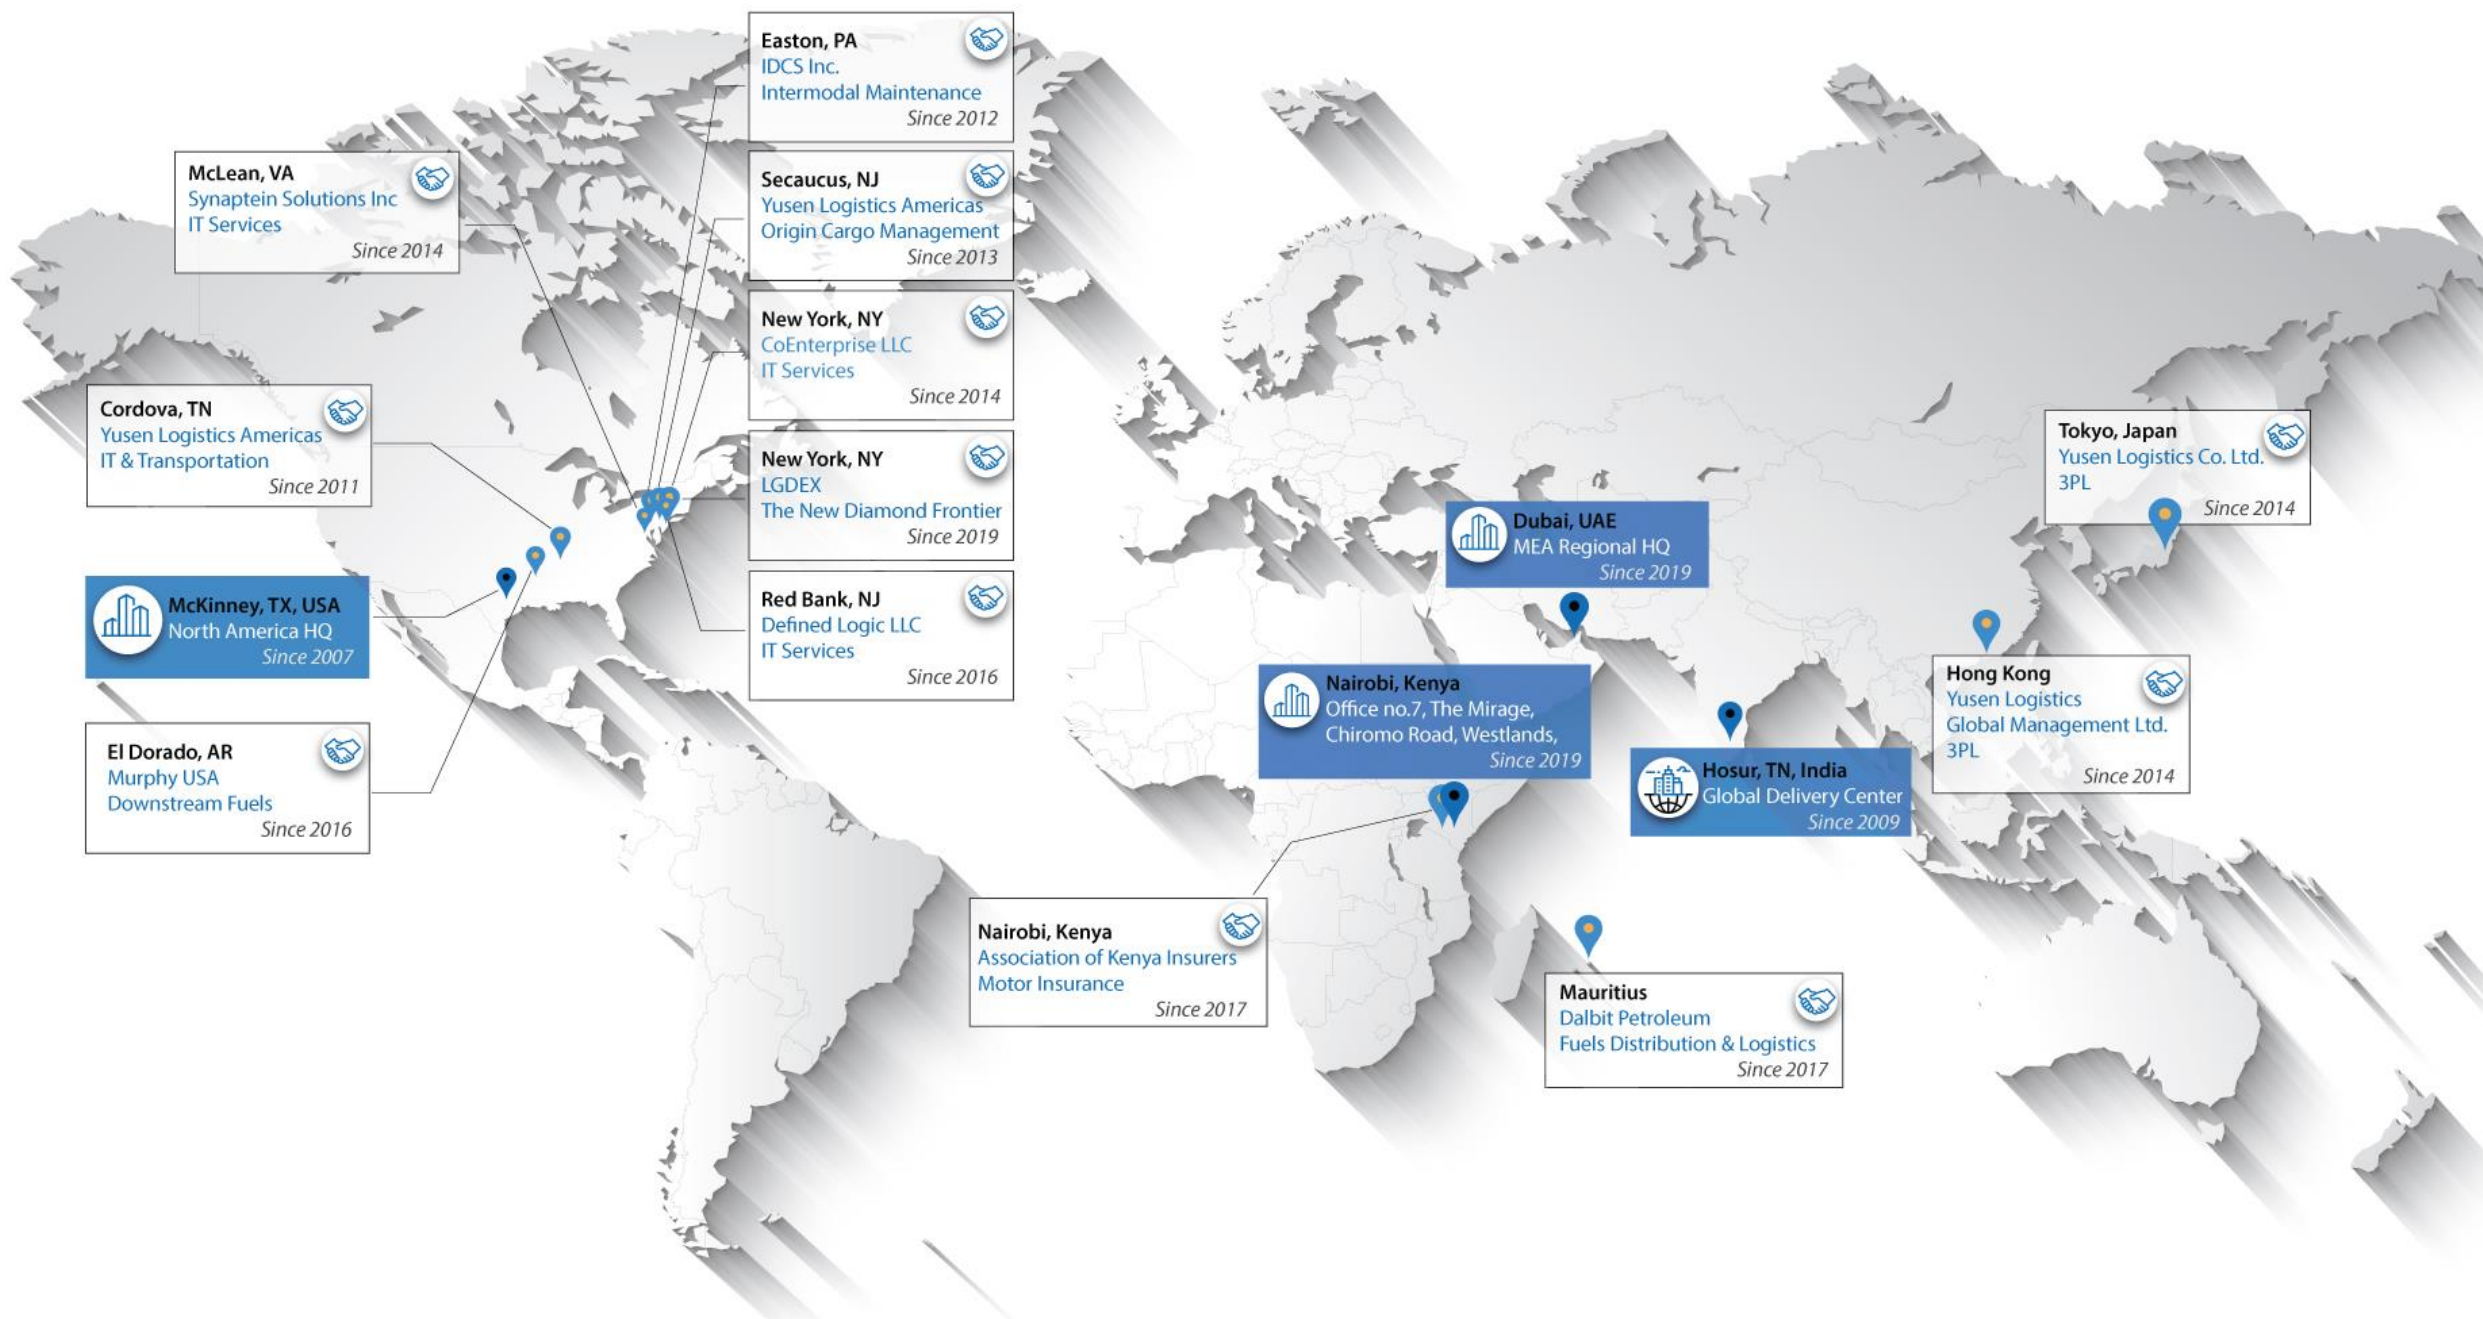 Easton, PA
IDCS Inc.
Intermodal Maintenance
Since 2012
McLean, VA
Synaptein Solutions Inc
IT Services
Since 2014
Secaucus, NJ
Yusen Logistics Americas
Origin Cargo Management
Since 2013
New York, NY
CoEnterprise LLC
IT Services
Since 2014
Cordova, TN
Yusen Logistics Americas
IT & Transportation
Since 2011
New York, NY
LGDEX
The New Diamond Frontier
Since 2019
Tokyo, Japan
Yusen Logistics Co. Ltd.
3PL
Since 2014
Dubai, UAE
MEA Regional HQ
Since 2019
McKinney, TX, USA
North America HQ
Since 2007
Red Bank, NJ
Defined Logic LLC
IT Services
Since 2016
Nairobi, Kenya
Office no.7, The Mirage,
Chiromo Road, Westlands,
Since 2019
Hong Kong
Yusen Logistics
Global Management Ltd.
3PL
Since 2014
El Dorado, AR
Murphy USA
Downstream Fuels
Since 2016
Hosur, TN, India
Global Delivery Center
Since 2009
Nairobi, Kenya
Association of Kenya Insurers
Motor Insurance
Since 2017
Mauritius
Dalbit Petroleum
Fuels Distribution & Logistics
Since 2017